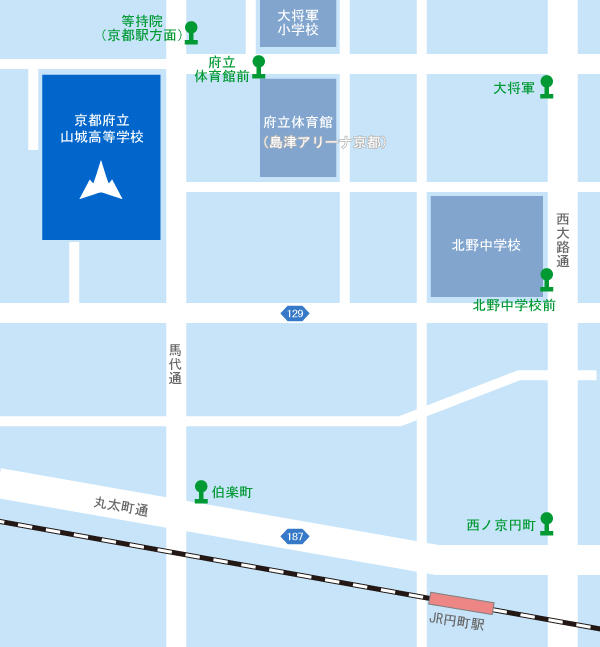 等持院
（京都駅方面）
大将軍
小学校
府立
体育館前
大将軍
京都府立
山城高等学校
府立体育館
（島津アリーナ京都）
西大路通
北野中学校
北野中学校前
129
馬代通
伯楽町
丸太町通
西ノ京円町
187
JR円町駅